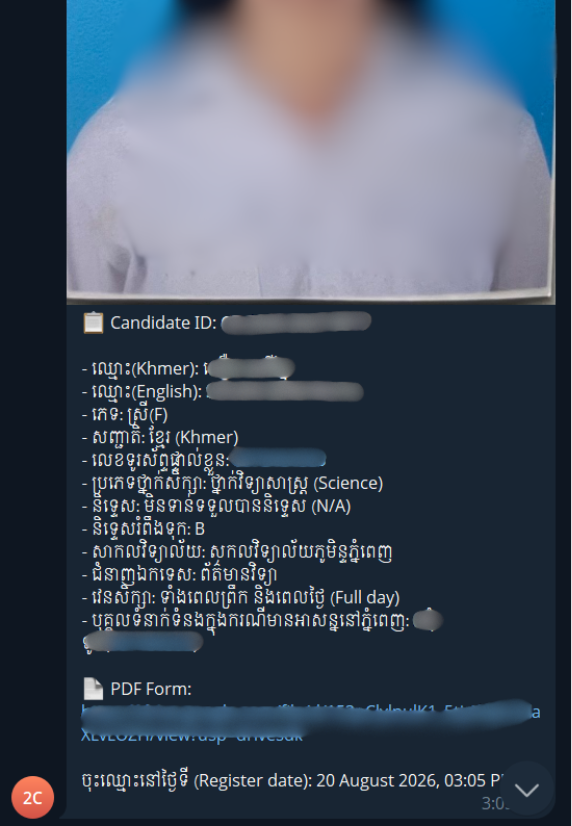 Candidate ID:
- ឈ្មោះ(Khmer):
- ឈ្មោះ(English):
- ភេទ: ស្រី(F)
- សញ្ជាតិ: ខ្មែរ (Khmer)
- លេខទូរស័ព្ទផ្ទាល់ខ្លួន:
- ប្រភេទថ្នាក់សិក្សា: ថ្នាក់វិទ្យាសាស្ត្រ (Science)
- និទ្ទេស: មិនទាន់ទទួលបាននិទ្ទេស (N/A)
- និទ្ទេសរំពឹងទុក: B
- សាកលវិទ្យាល័យ: សកលវិទ្យាល័យភូមិន្ទភ្នំពេញ
- ជំនាញឯកទេស: ព័ត៌មានវិទ្យា
- វេនសិក្សា: ទាំងពេលព្រឹក និងពេលថ្ងៃ (Full day)
- បុគ្គលទំនាក់ទំនងក្នុងករណីមានអាសន្ននៅភ្នំពេញ:
PDF Form:
ចុះឈ្មោះនៅថ្ងៃទី (Register date): 20 August 2026, 03:05
2C